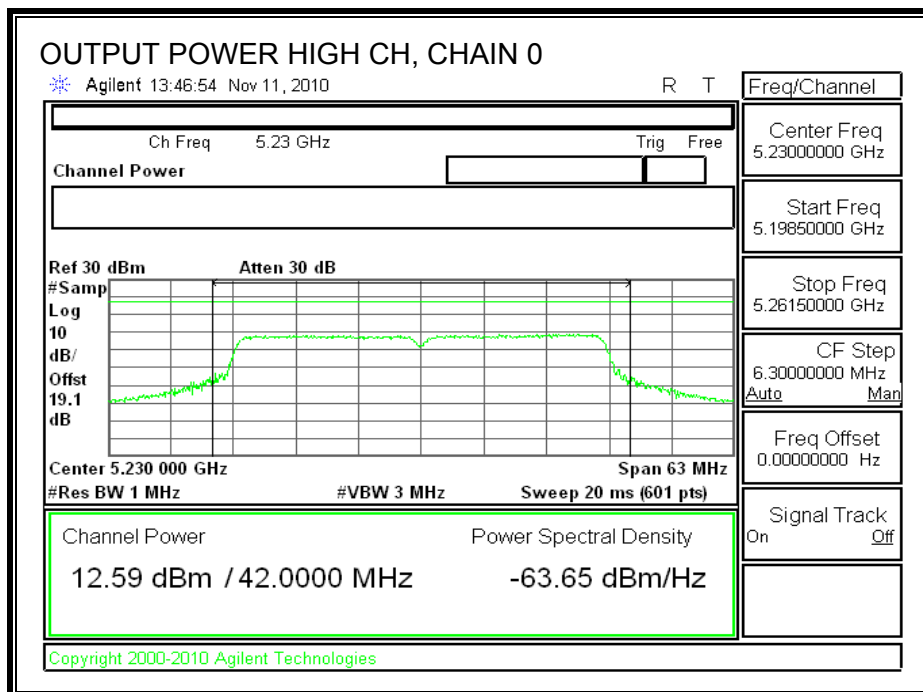 OUTPUT POWER HIGH CH, CHAIN 0
Agilent 13:46:54 Nov 11, 2010 R T
Freq/Channel
Ch Freq 5.23 GHz Trig Free
Channel Power
Center Freq
5.23000000 GHz
Start Freq
5.19850000 GHz
Stop Freq
5.26150000 GHz
CF Step
6.30000000 MHz
Auto Man
Freq Offset
0.00000000 Hz
Signal Track
On Off
Ref 30 dBm Atten 30 dB
#Samp
Log
10
dB/
Offst
19.1
dB
Center 5.230 000 GHz Span 63 MHz
#Res BW 1 MHz #VBW 3 MHz Sweep 20 ms (601 pts)
Channel Power Power Spectral Density
12.59 dBm / 42.0000 MHz -63.65 dBm/Hz
Copyright 2000-2010 Agilent Technologies